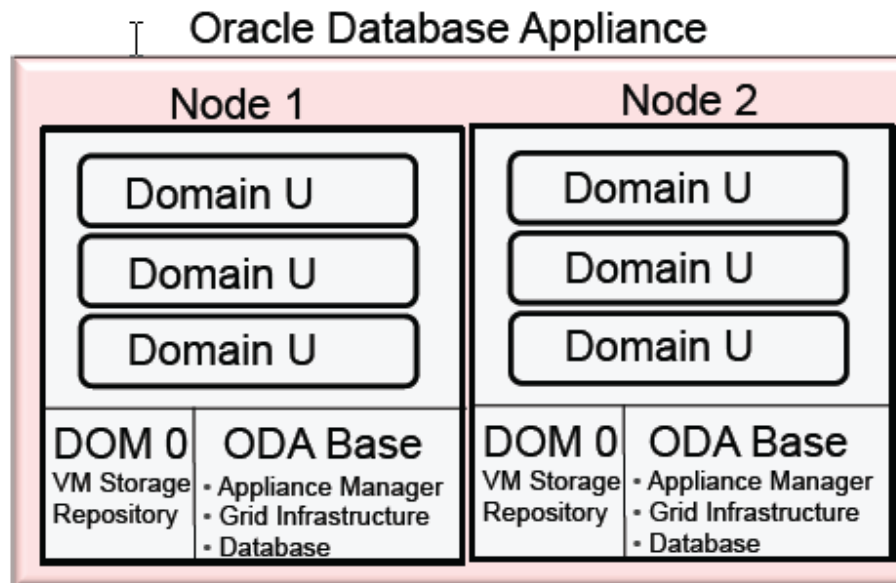 Oracle Database Appliance
Node 1
Domain U
Domain U
Domain U
DOM 0
VM Storage
Repository
ODA Base
• Appliance Manager
• Grid Infrastructure
• Database
Node 2
Domain U
Domain U
Domain U
DOM 0
VM Storage
Repository
ODA Base
• Appliance Manager
• Grid Infrastructure
• Database